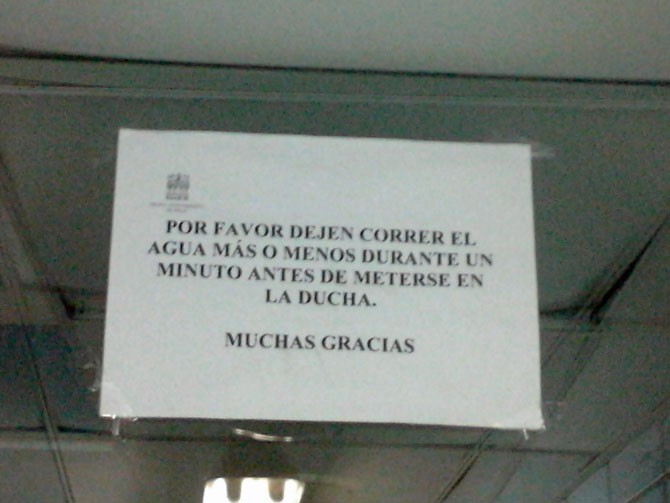 POR FAVOR DEJEN CORRER EL
AGUA MÁS O MENOS DURANTE UN
MINUTO ANTES DE METERSE EN
LA DUCHA.
MUCHAS GRACIAS